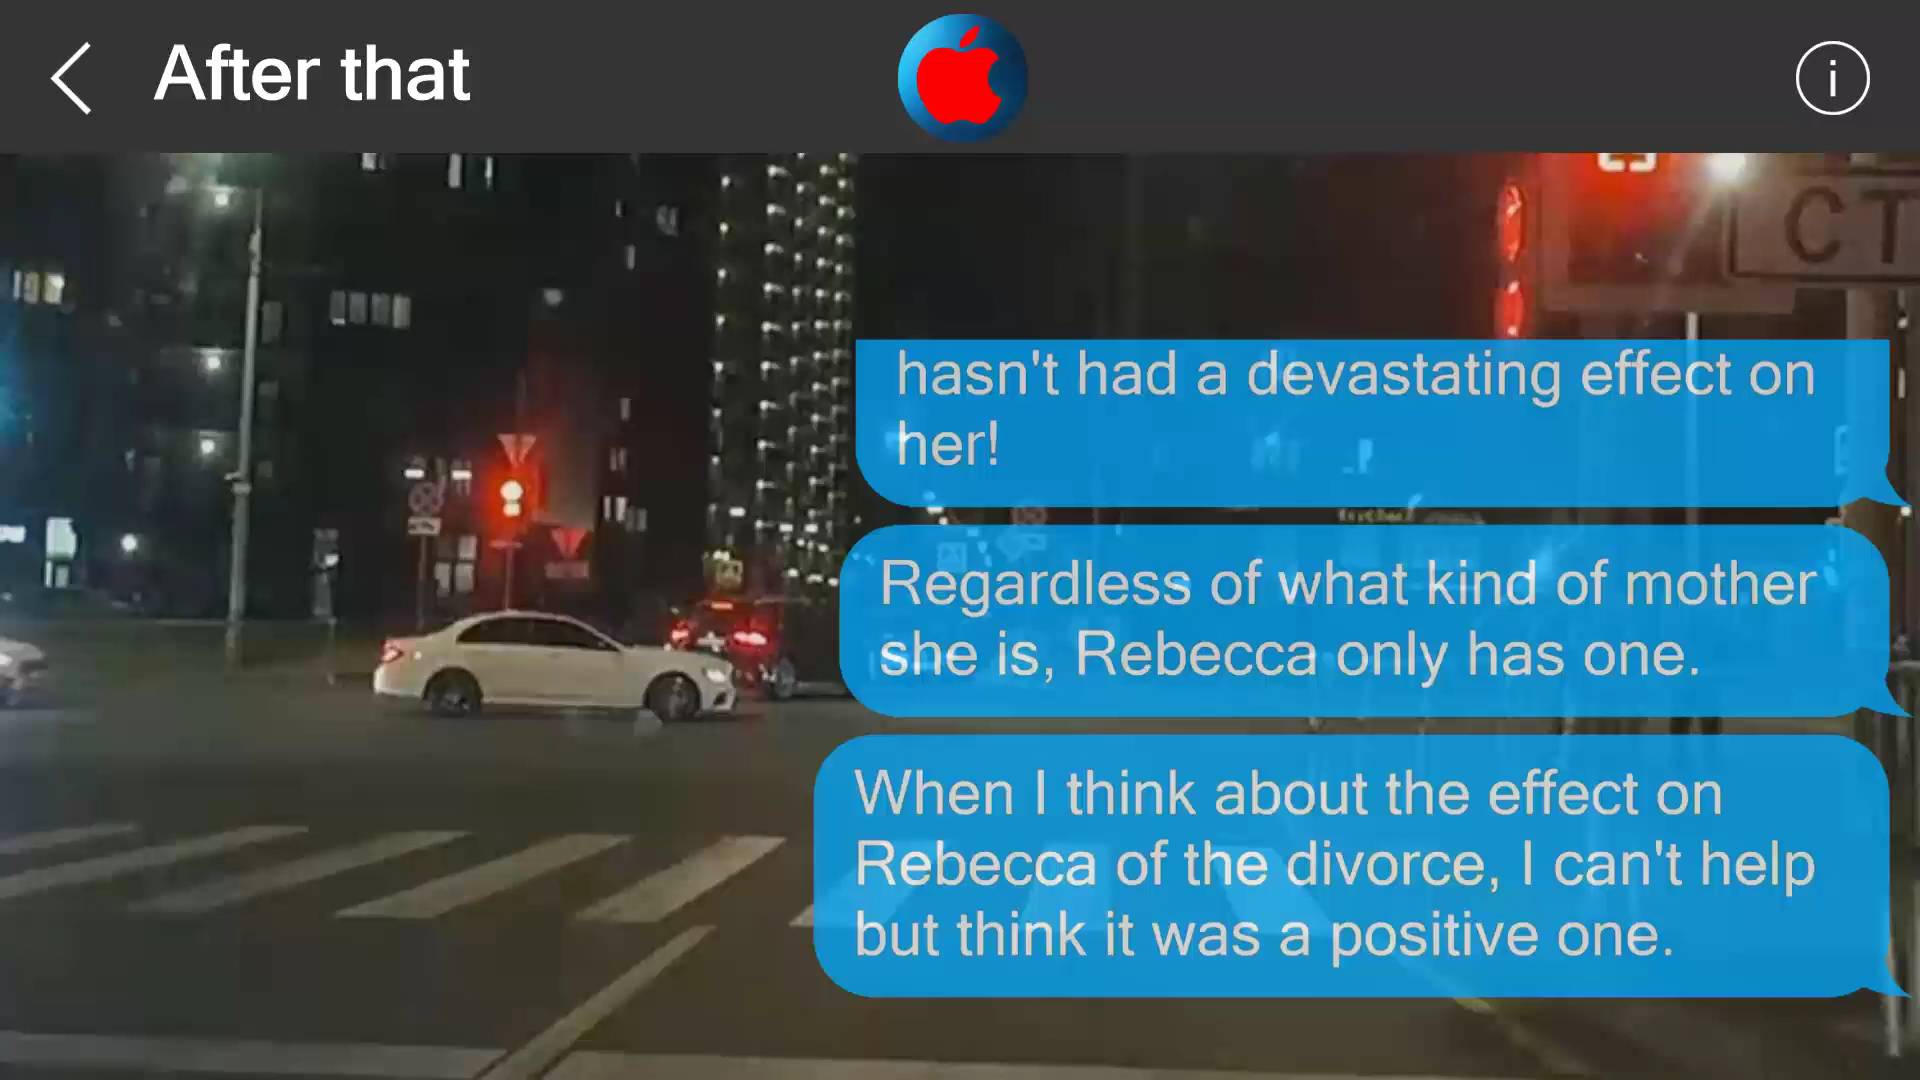 After that
i
hasn't had a devastating effect on
her!
Regardless of what kind of mother
she is, Rebecca only has one.
When I think about the effect on
Rebecca of the divorce, I can't help
but think it was a positive one.
СТ